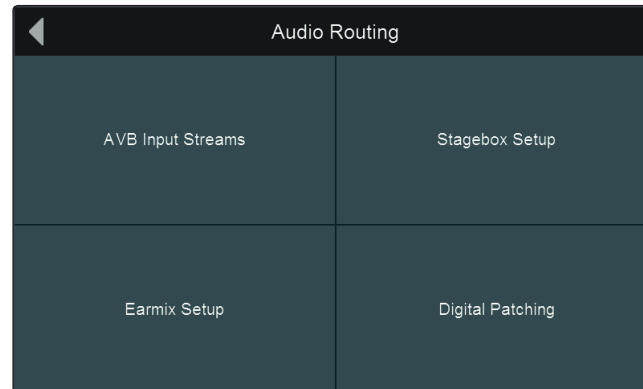 Audio Routing
AVB Input Streams
Stagebox Setup
Earmix Setup
Digital Patching